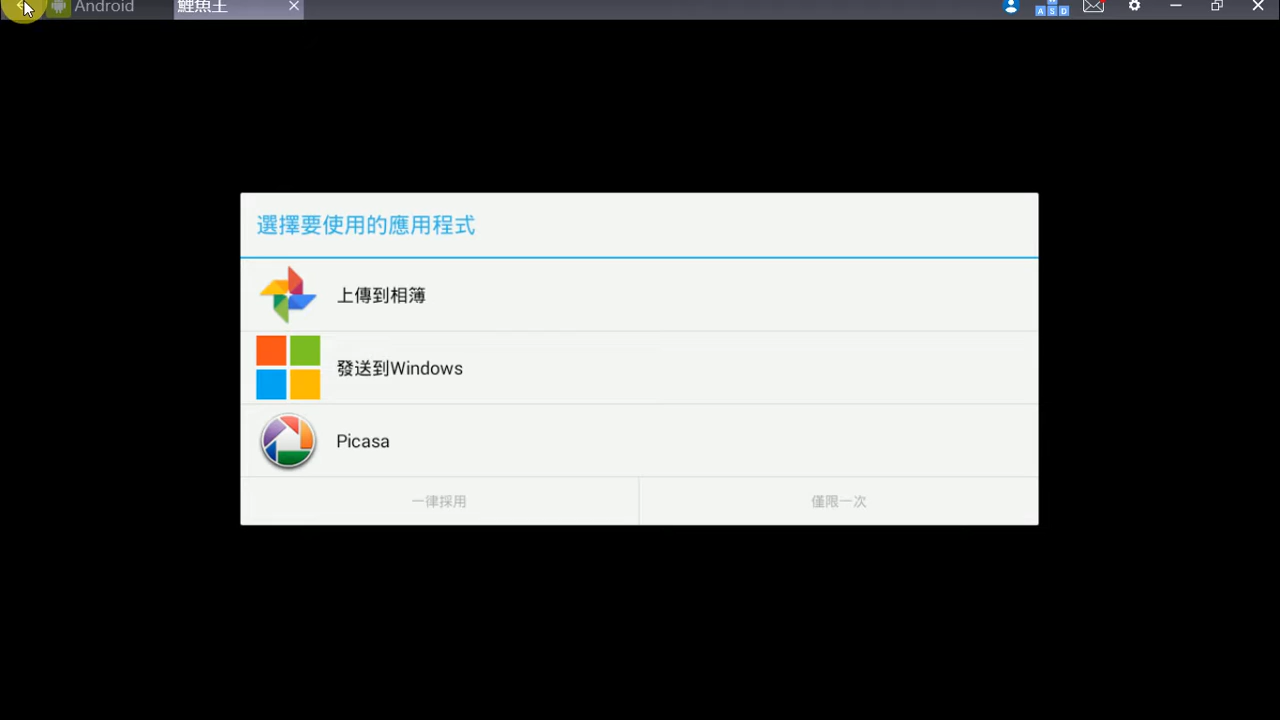 Android
鯉魚王
A S D
選擇要使用的應用程式
上傳到相簿
發送到Windows
Picasa
一律採用
僅限一次